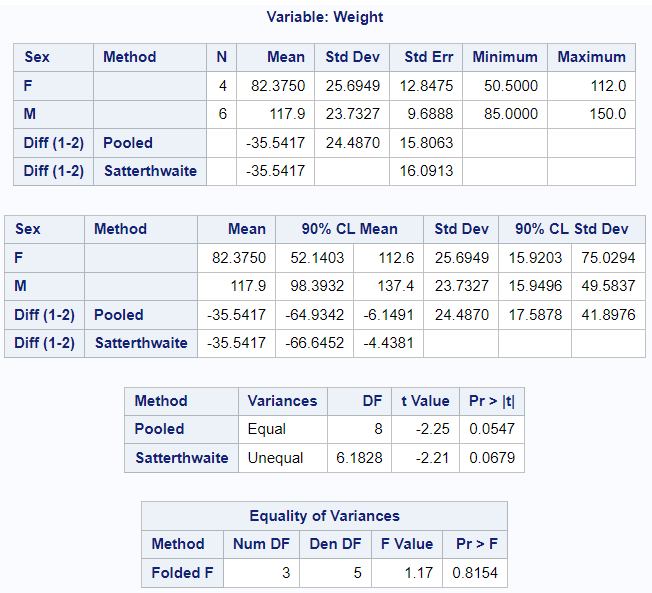 Variable: Weight
Sex Method N Mean Std Dev Std Err Minimum Maximum
F 4 82.3750 25.6949 12.8475 50.5000 112.0
M 6 117.9 23.7327 9.6888 85.0000 150.0
Diff (1-2) Pooled -35.5417 24.4870 15.8063
Diff (1-2) Satterthwaite -35.5417 16.0913
Sex Method Mean 90% CL Mean Std Dev 90% CL Std Dev
F 82.3750 52.1403 112.6 25.6949 15.9203 75.0294
M 117.9 98.3932 137.4 23.7327 15.9496 49.5837
Diff (1-2) Pooled -35.5417 -64.9342 -6.1491 24.4870 17.5878 41.8976
Diff (1-2) Satterthwaite -35.5417 -66.6452 -4.4381
Method Variances DF t Value Pr > |t|
Pooled Equal 8 -2.25 0.0547
Satterthwaite Unequal 6.1828 -2.21 0.0679
Equality of Variances
Method Num DF Den DF F Value Pr > F
Folded F 3 5 1.17 0.8154